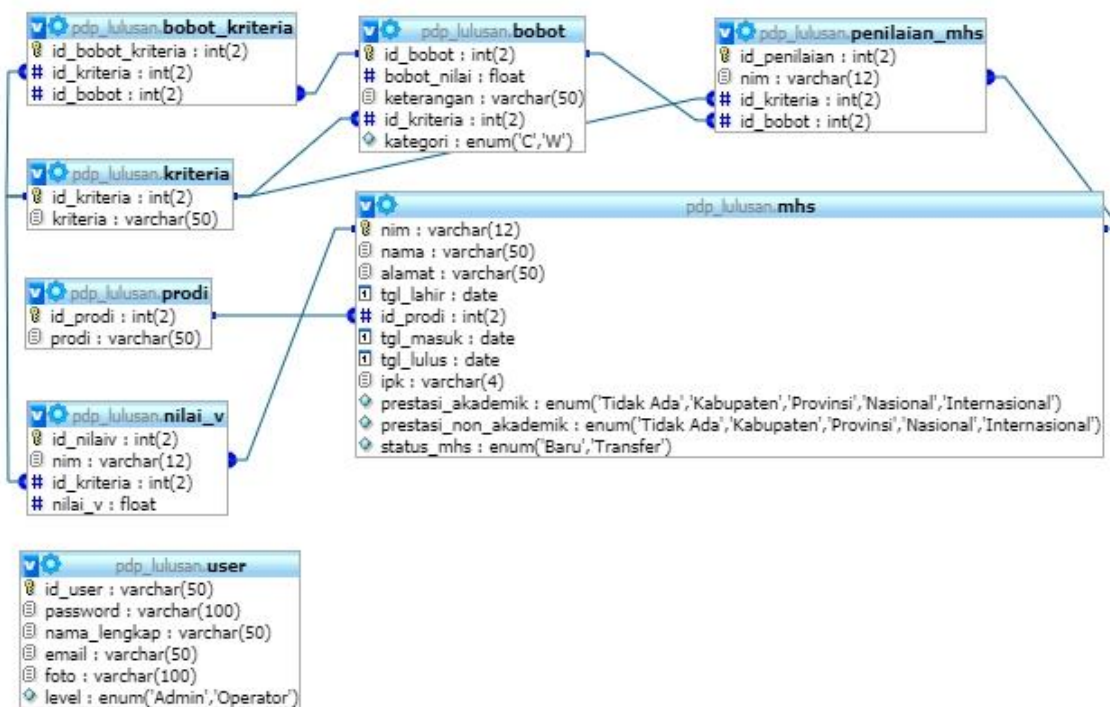 pdp_lulusan.bobot_kriteria
id_bobot_kriteria : int(2)
# id_kriteria : int(2)
# id_bobot : int(2)
pdp_lulusan.bobot
id_bobot : int(2)
# bobot_nilai : float
keterangan : varchar(50)
# id_kriteria : int(2)
kategori : enum('C','W')
pdp_lulusan.penilaian_mhs
id_penilaian : int(2)
nim : varchar(12)
# id_kriteria : int(2)
# id_bobot : int(2)
pdp_lulusan.kriteria
id_kriteria : int(2)
kriteria : varchar(50)
pdp_lulusan.mhs
nim : varchar(12)
nama : varchar(50)
alamat : varchar(50)
tgl_lahir : date
# id_prodi : int(2)
tgl_masuk : date
tgl_lulus : date
ipk : varchar(4)
prestasi_akademik : enum('Tidak Ada','Kabupaten','Provinsi','Nasional','Internasional')
prestasi_non_akademik : enum('Tidak Ada','Kabupaten','Provinsi','Nasional','Internasional')
status_mhs : enum('Baru','Transfer')
pdp_lulusan.prodi
id_prodi : int(2)
prodi : varchar(50)
pdp_lulusan.nilai_v
id_nilaiv : int(2)
nim : varchar(12)
# id_kriteria : int(2)
# nilai_v : float
pdp_lulusan.user
id_user : varchar(50)
password : varchar(100)
nama_lengkap : varchar(50)
email : varchar(50)
foto : varchar(100)
level : enum('Admin','Operator')